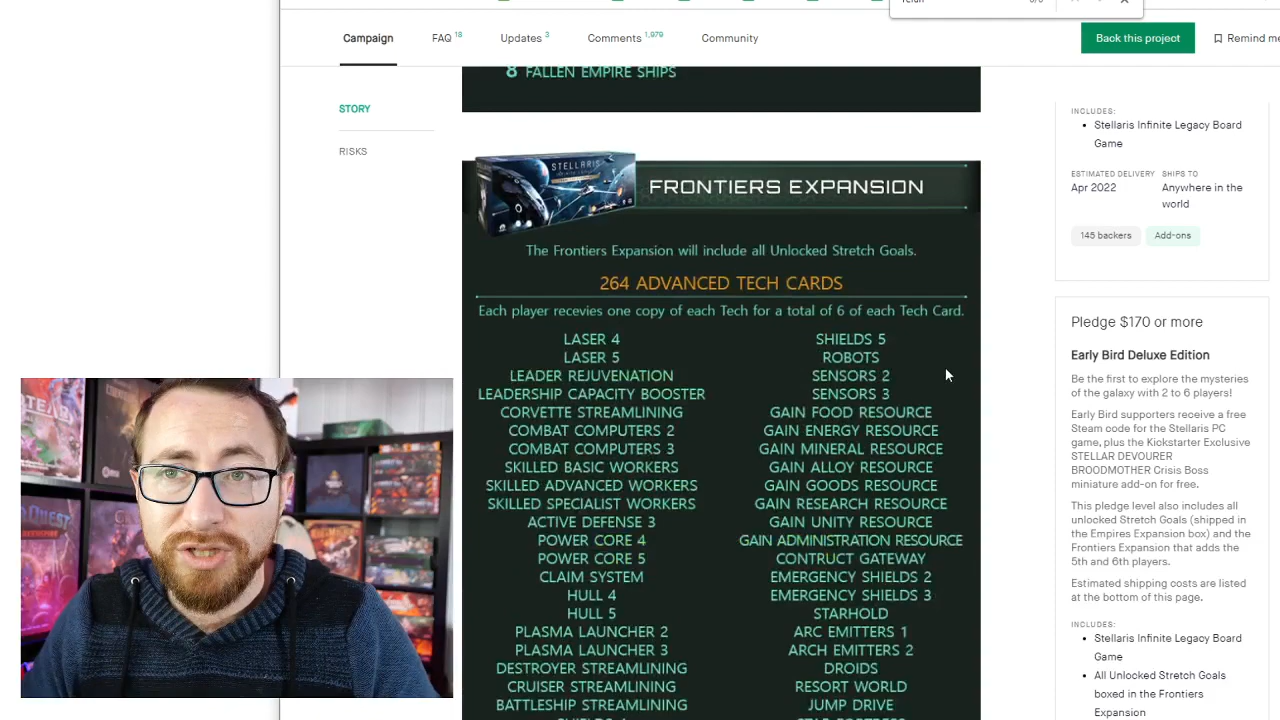 Campaign
FAQ 18
Updates 3
Comments 1,979
Community
Back this project
Remind me
8 FALLEN EMPIRE SHIPS
STORY
RISKS
STELLARIS
FRONTIERS EXPANSION
The Frontiers Expansion will include all Unlocked Stretch Goals.
264 ADVANCED TECH CARDS
Each player recevies one copy of each Tech for a total of 6 of each Tech Card.
LASER 4
LASER 5
LEADER REJUVENATION
LEADERSHIP CAPACITY BOOSTER
CORVETTE STREAMLINING
COMBAT COMPUTERS 2
COMBAT COMPUTERS 3
SKILLED BASIC WORKERS
SKILLED ADVANCED WORKERS
SKILLED SPECIALIST WORKERS
ACTIVE DEFENSE 3
POWER CORE 4
POWER CORE 5
CLAIM SYSTEM
HULL 4
HULL 5
PLASMA LAUNCHER 2
PLASMA LAUNCHER 3
DESTROYER STREAMLINING
CRUISER STREAMLINING
BATTLESHIP STREAMLINING
SHIELDS 5
ROBOTS
SENSORS 2
SENSORS 3
GAIN FOOD RESOURCE
GAIN ENERGY RESOURCE
GAIN MINERAL RESOURCE
GAIN ALLOY RESOURCE
GAIN GOODS RESOURCE
GAIN RESEARCH RESOURCE
GAIN UNITY RESOURCE
GAIN ADMINISTRATION RESOURCE
CONTRUCT GATEWAY
EMERGENCY SHIELDS 2
EMERGENCY SHIELDS 3
STARHOLD
ARC EMITTERS 1
ARCH EMITTERS 2
DROIDS
RESORT WORLD
JUMP DRIVE
INCLUDES:
• Stellaris Infinite Legacy Board
Game
ESTIMATED DELIVERY
Apr 2022
SHIPS TO
Anywhere in the
world
145 backers
Add-ons
Pledge $170 or more
Early Bird Deluxe Edition
Be the first to explore the mysteries
of the galaxy with 2 to 6 players!
Early Bird supporters receive a free
Steam code for the Stellaris PC
game, plus the Kickstarter Exclusive
STELLAR DEVOURER
BROODMOTHER Crisis Boss
miniature add-on for free.
This pledge level also includes all
unlocked Stretch Goals (shipped in
the Empires Expansion box) and the
Frontiers Expansion that adds the
5th and 6th players.
Estimated shipping costs are listed
at the bottom of this page.
INCLUDES:
• Stellaris Infinite Legacy Board
Game
• All Unlocked Stretch Goals
boxed in the Frontiers
Expansion